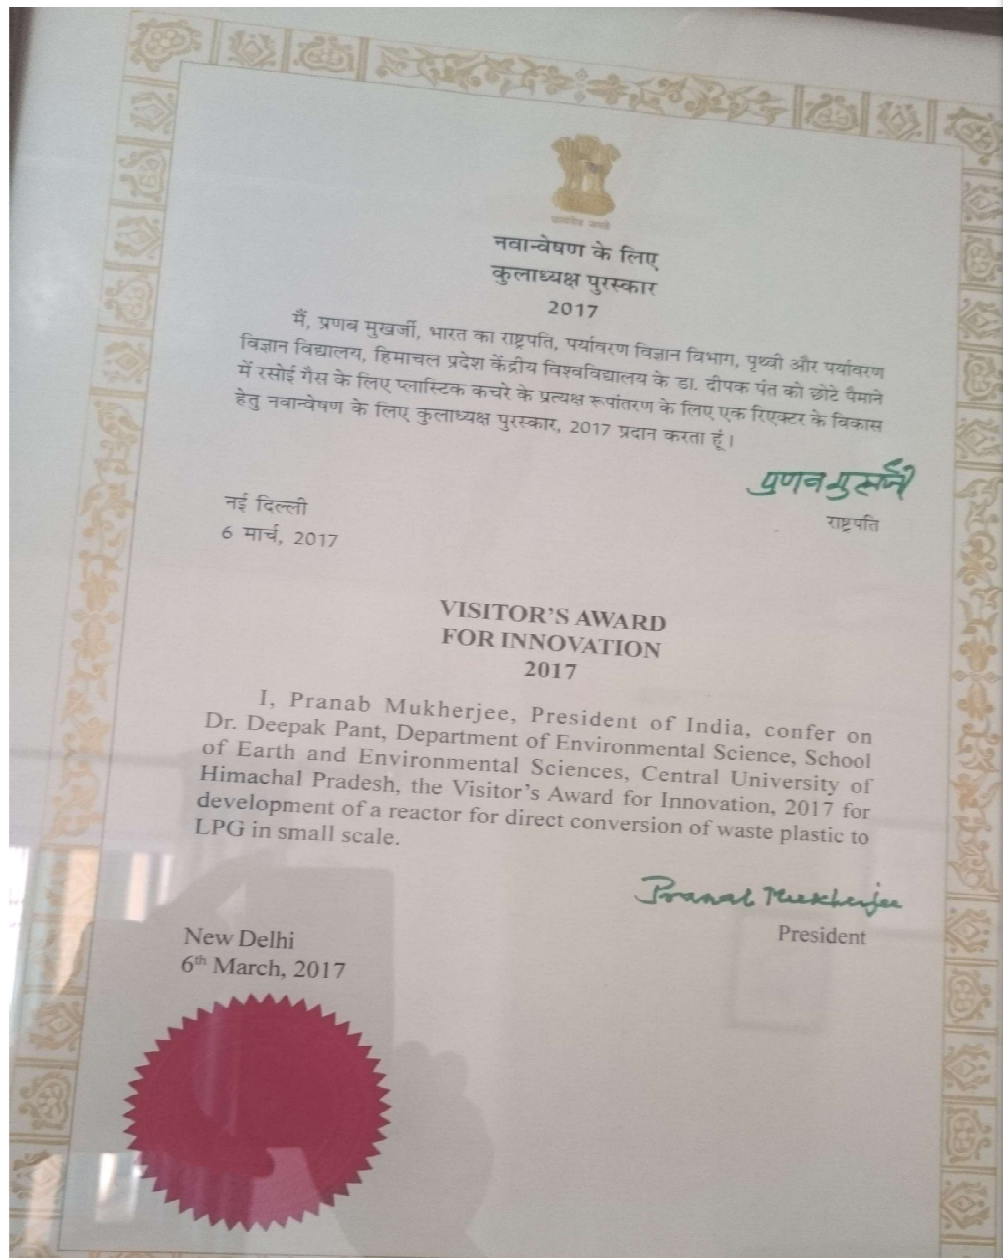 नवान्वेषण के लिए
कुलाध्यक्ष पुरस्कार
2017
मैं, प्रणब मुखर्जी, भारत का राष्ट्रपति, पर्यावरण विज्ञान विभाग, पृथ्वी और पर्यावरण
विज्ञान विद्यालय, हिमाचल प्रदेश केंद्रीय विश्वविद्यालय के डा. दीपक पंत को छोटे पैमाने
में रसोई गैस के लिए प्लास्टिक कचरे के प्रत्यक्ष रूपांतरण के लिए एक रिएक्टर के विकास
हेतु नवान्वेषण के लिए कुलाध्यक्ष पुरस्कार, 2017 प्रदान करता हूं।
प्रणब मुखर्जी
राष्ट्रपति
नई दिल्ली
6 मार्च, 2017
VISITOR'S AWARD
FOR INNOVATION
2017
I, Pranab Mukherjee, President of India, confer on
Dr. Deepak Pant, Department of Environmental Science, School
of Earth and Environmental Sciences, Central University of
Himachal Pradesh, the Visitor's Award for Innovation, 2017 for
development of a reactor for direct conversion of waste plastic to
LPG in small scale.
Pranab Mukherjee
President
New Delhi
6th March, 2017